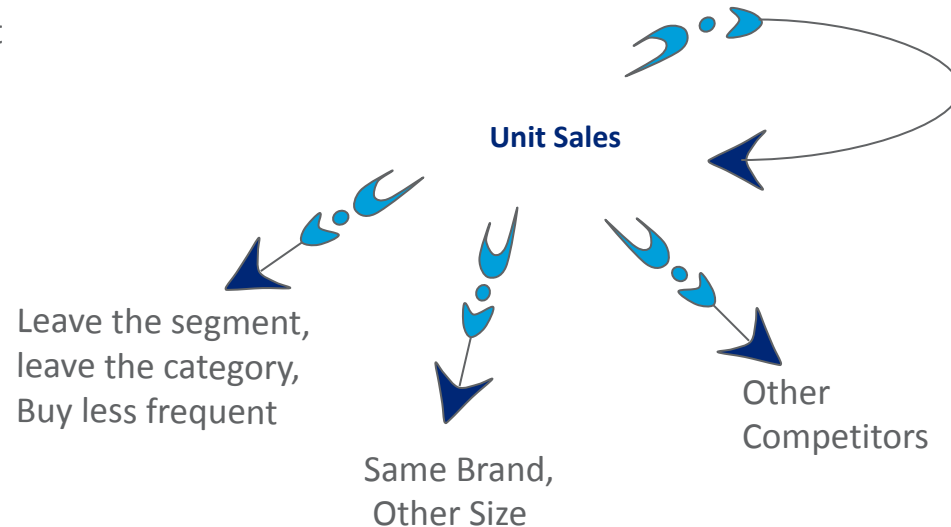 Unit Sales
Leave the segment,
leave the category,
Buy less frequent
Other
Competitors
Same Brand,
Other Size